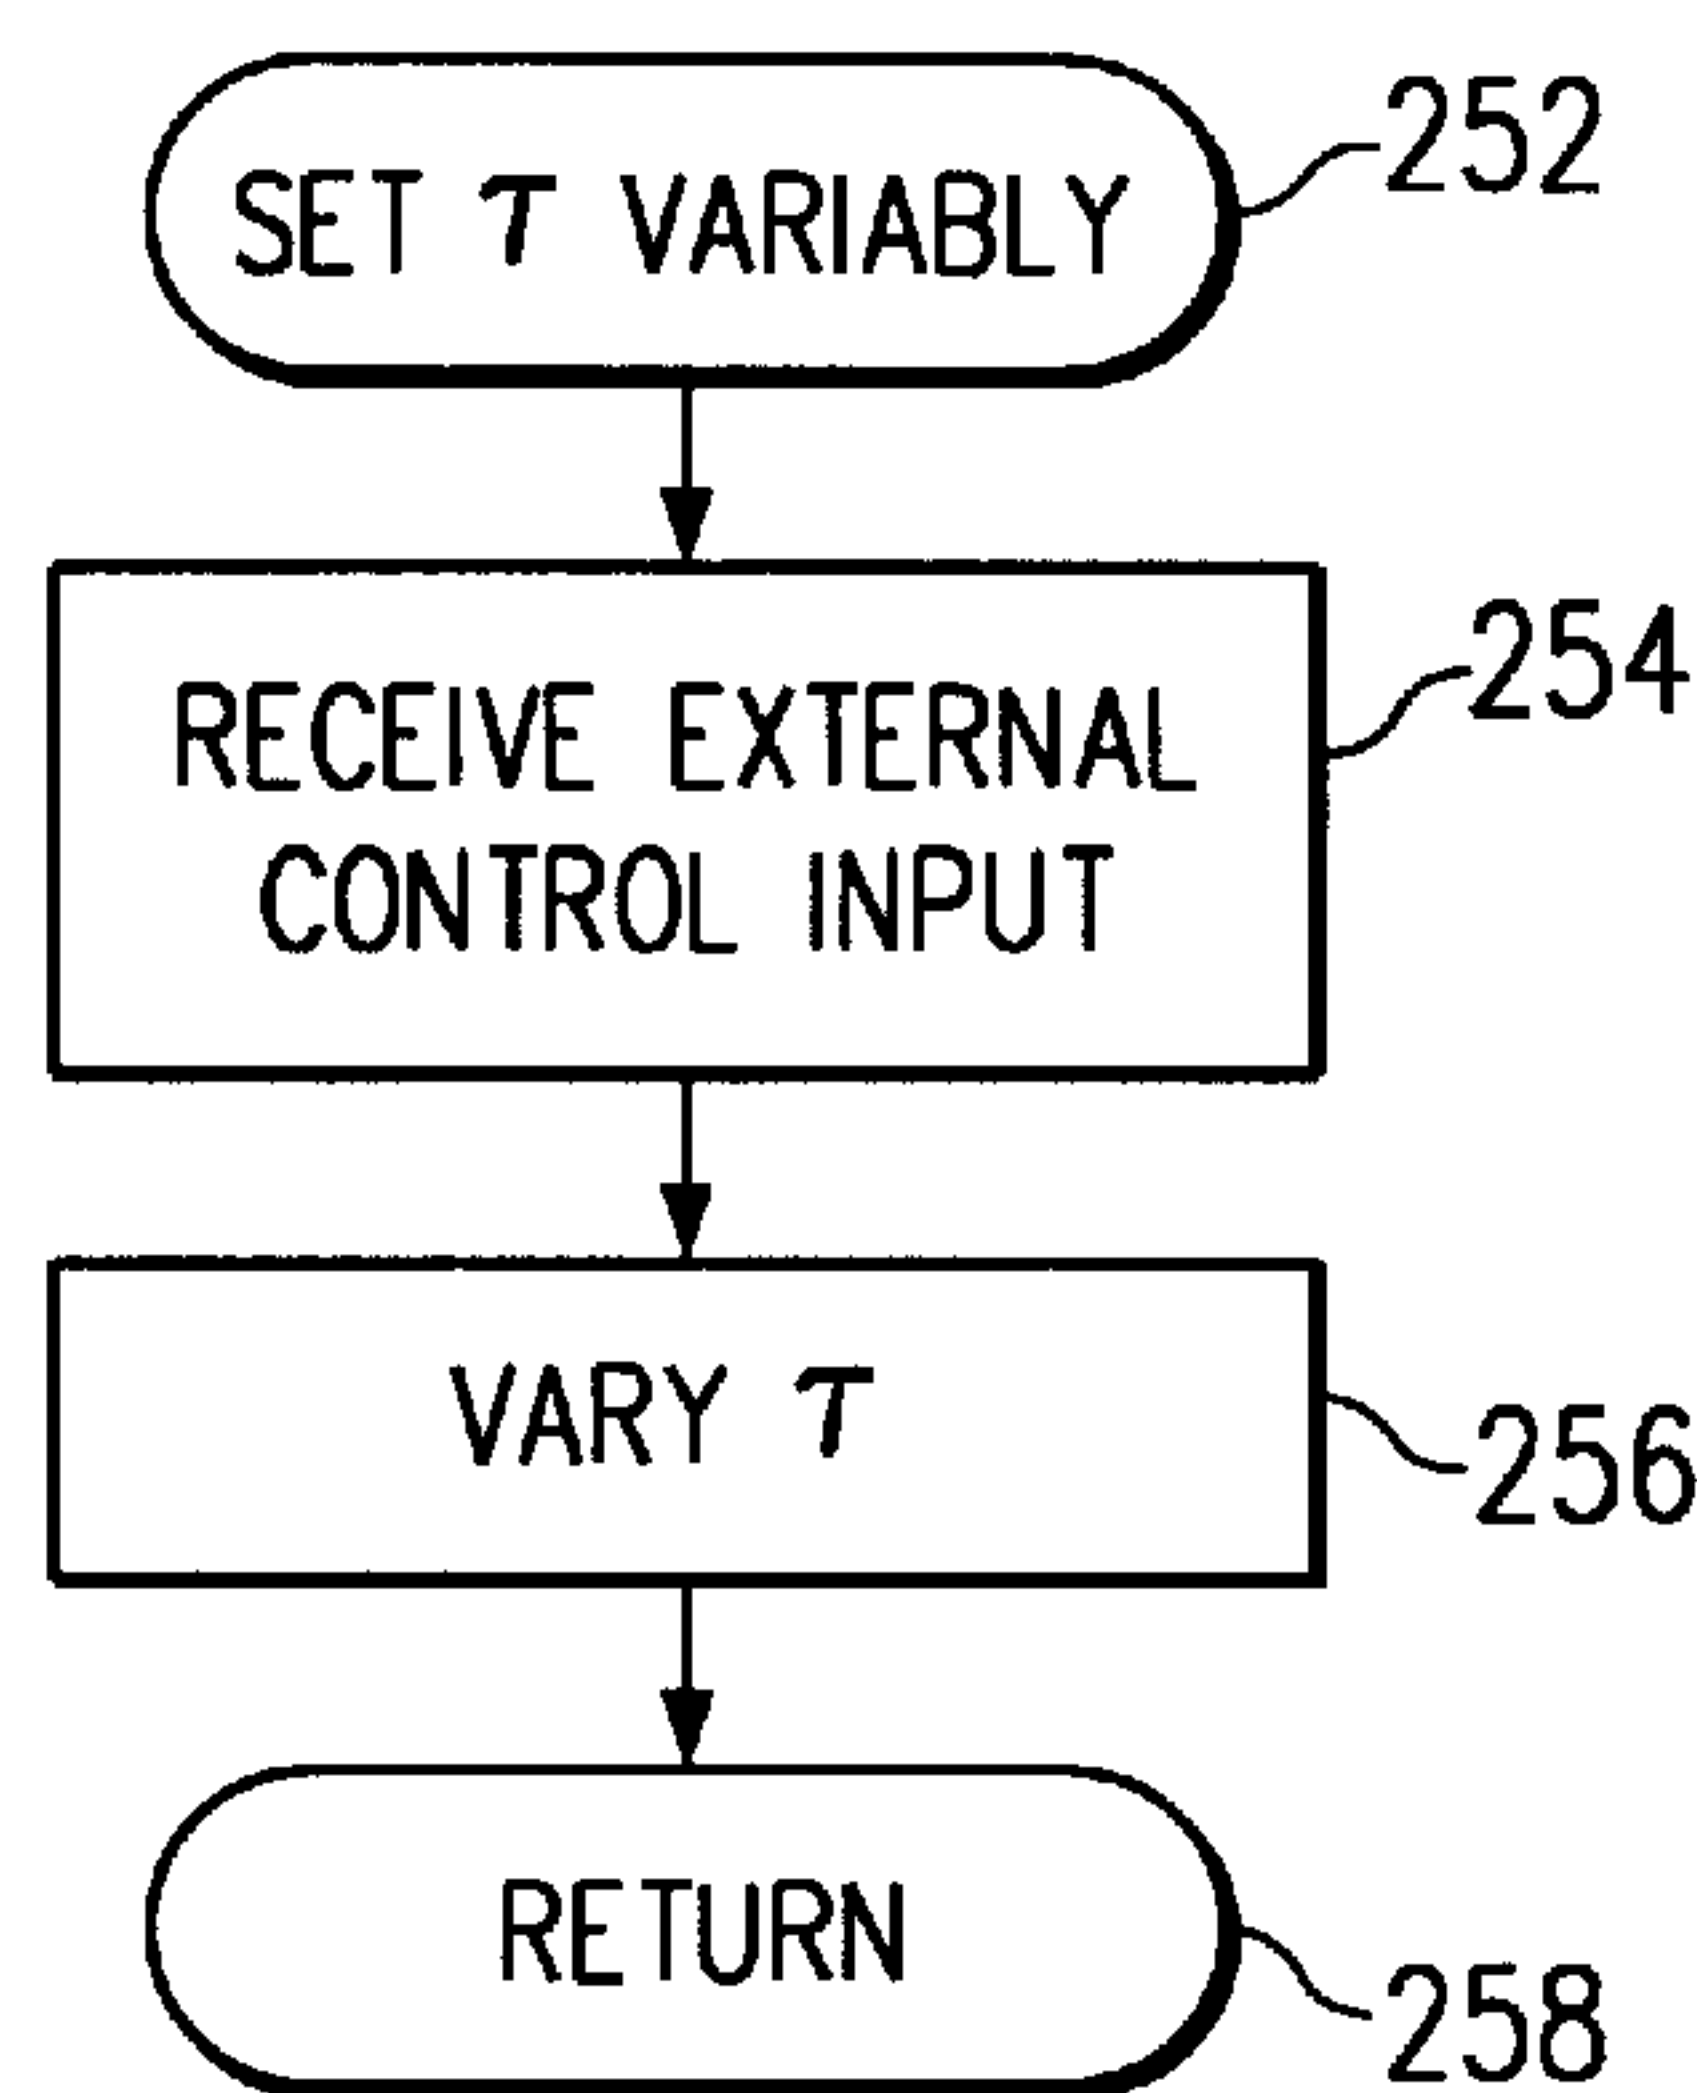 SET τ VARIABLY
252
RECEIVE EXTERNAL
CONTROL INPUT
254
VARY τ
256
RETURN
258